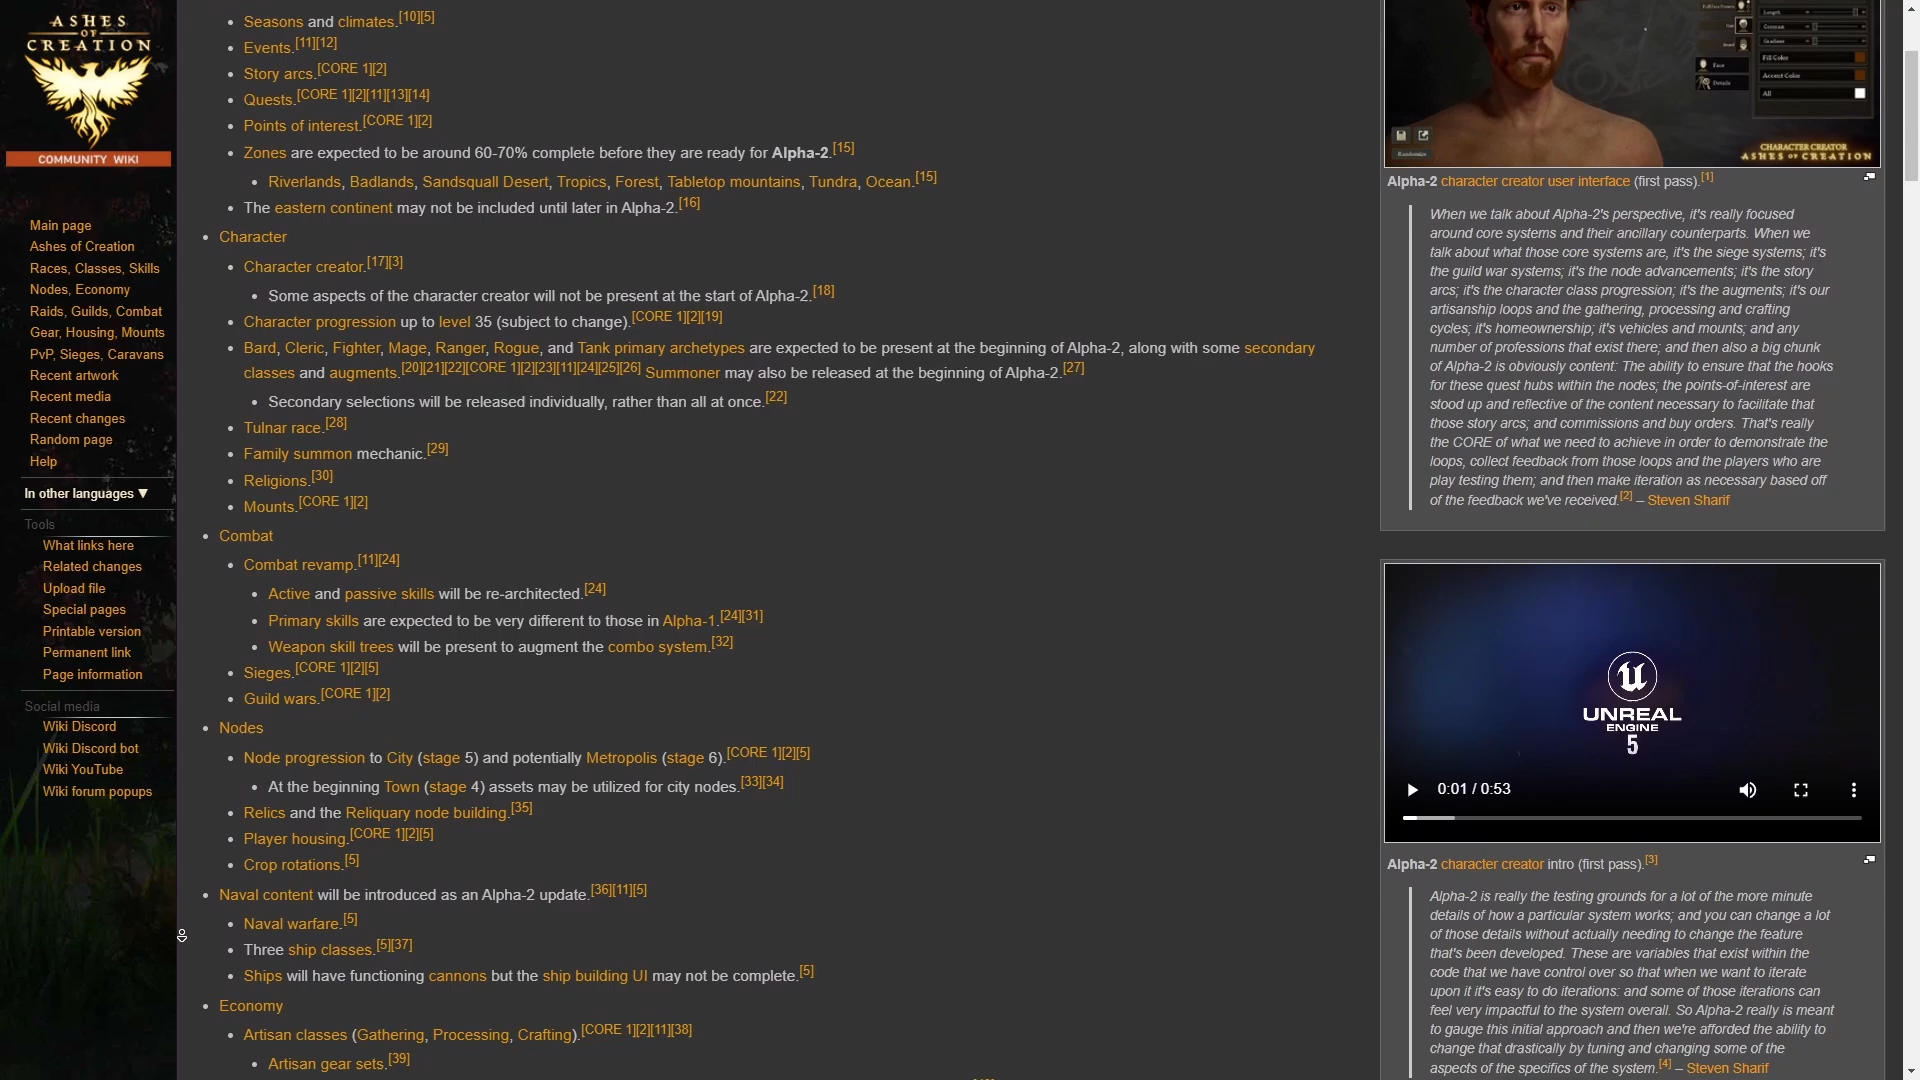 ASHES
OF
CREATION
COMMUNITY WIKI
Main page
Ashes of Creation
Races, Classes, Skills
Nodes, Economy
Raids, Guilds, Combat
Gear, Housing, Mounts
PvP, Sieges, Caravans
Recent artwork
Recent media
Recent changes
Random page
Help
In other languages ▼
Tools
What links here
Related changes
Upload file
Special pages
Printable version
Permanent link
Page information
Social media
Wiki Discord
Wiki Discord bot
Wiki YouTube
Wiki forum popups
Seasons and climates.[10][5]
Events.[11][12]
Story arcs.[CORE 1][2]
Quests.[CORE 1][2][11][13][14]
Points of interest.[CORE 1][2]
Zones are expected to be around 60-70% complete before they are ready for Alpha-2.[15]
Riverlands, Badlands, Sandsquall Desert, Tropics, Forest, Tabletop mountains, Tundra, Ocean.[15]
The eastern continent may not be included until later in Alpha-2.[16]
Character
Character creator.[17][3]
Some aspects of the character creator will not be present at the start of Alpha-2.[18]
Character progression up to level 35 (subject to change).[CORE 1][2][19]
Bard, Cleric, Fighter, Mage, Ranger, Rogue, and Tank primary archetypes are expected to be present at the beginning of Alpha-2, along with some secondary
classes and augments.[20][21][22][CORE 1][2][23][11][24][25][26] Summoner may also be released at the beginning of Alpha-2.[27]
Secondary selections will be released individually, rather than all at once.[22]
Tulnar race.[28]
Family summon mechanic.[29]
Religions.[30]
Mounts.[CORE 1][2]
Combat
Combat revamp.[11][24]
Active and passive skills will be re-architected.[24]
Primary skills are expected to be very different to those in Alpha-1.[24][31]
Weapon skill trees will be present to augment the combo system.[32]
Sieges.[CORE 1][2][5]
Guild wars.[CORE 1][2]
Nodes
Node progression to City (stage 5) and potentially Metropolis (stage 6).[CORE 1][2][5]
At the beginning Town (stage 4) assets may be utilized for city nodes.[33][34]
Relics and the Reliquary node building.[35]
Player housing.[CORE 1][2][5]
Crop rotations.[5]
Naval content will be introduced as an Alpha-2 update.[36][11][5]
Naval warfare.[5]
Three ship classes.[5][37]
Ships will have functioning cannons but the ship building UI may not be complete.[5]
Economy
Artisan classes (Gathering, Processing, Crafting).[CORE 1][2][11][38]
Artisan gear sets.[39]
Length
Contrast
Gradient
Fill Color
Accent Color
All
Face
Details
Randomize
CHARACTER CREATOR
ASHES OF CREATION
Alpha-2 character creator user interface (first pass).[1]
When we talk about Alpha-2's perspective, it's really focused
around core systems and their ancillary counterparts. When we
talk about what those core systems are, it's the siege systems; it's
the guild war systems; it's the node advancements; it's the story
arcs; it's the character class progression; it's the augments; it's our
artisanship loops and the gathering, processing and crafting
cycles; it's homeownership; it's vehicles and mounts; and any
number of professions that exist there; and then also a big chunk
of Alpha-2 is obviously content: The ability to ensure that the hooks
for these quest hubs within the nodes; the points-of-interest are
stood up and reflective of the content necessary to facilitate that
those story arcs; and commissions and buy orders. That's really
the CORE of what we need to achieve in order to demonstrate the
loops, collect feedback from those loops and the players who are
play testing them; and then make iteration as necessary based off
of the feedback we've received.[2] – Steven Sharif
UNREAL
ENGINE
5
0:01 / 0:53
Alpha-2 character creator intro (first pass).[3]
Alpha-2 is really the testing grounds for a lot of the more minute
details of how a particular system works; and you can change a lot
of those details without actually needing to change the feature
that's been developed. These are variables that exist within the
code that we have control over so that when we want to iterate
upon it it's easy to do iterations: and some of those iterations can
feel very impactful to the system overall. So Alpha-2 really is meant
to gauge this initial approach and then we're afforded the ability to
change that drastically by tuning and changing some of the
aspects of the specifics of the system.[4] – Steven Sharif